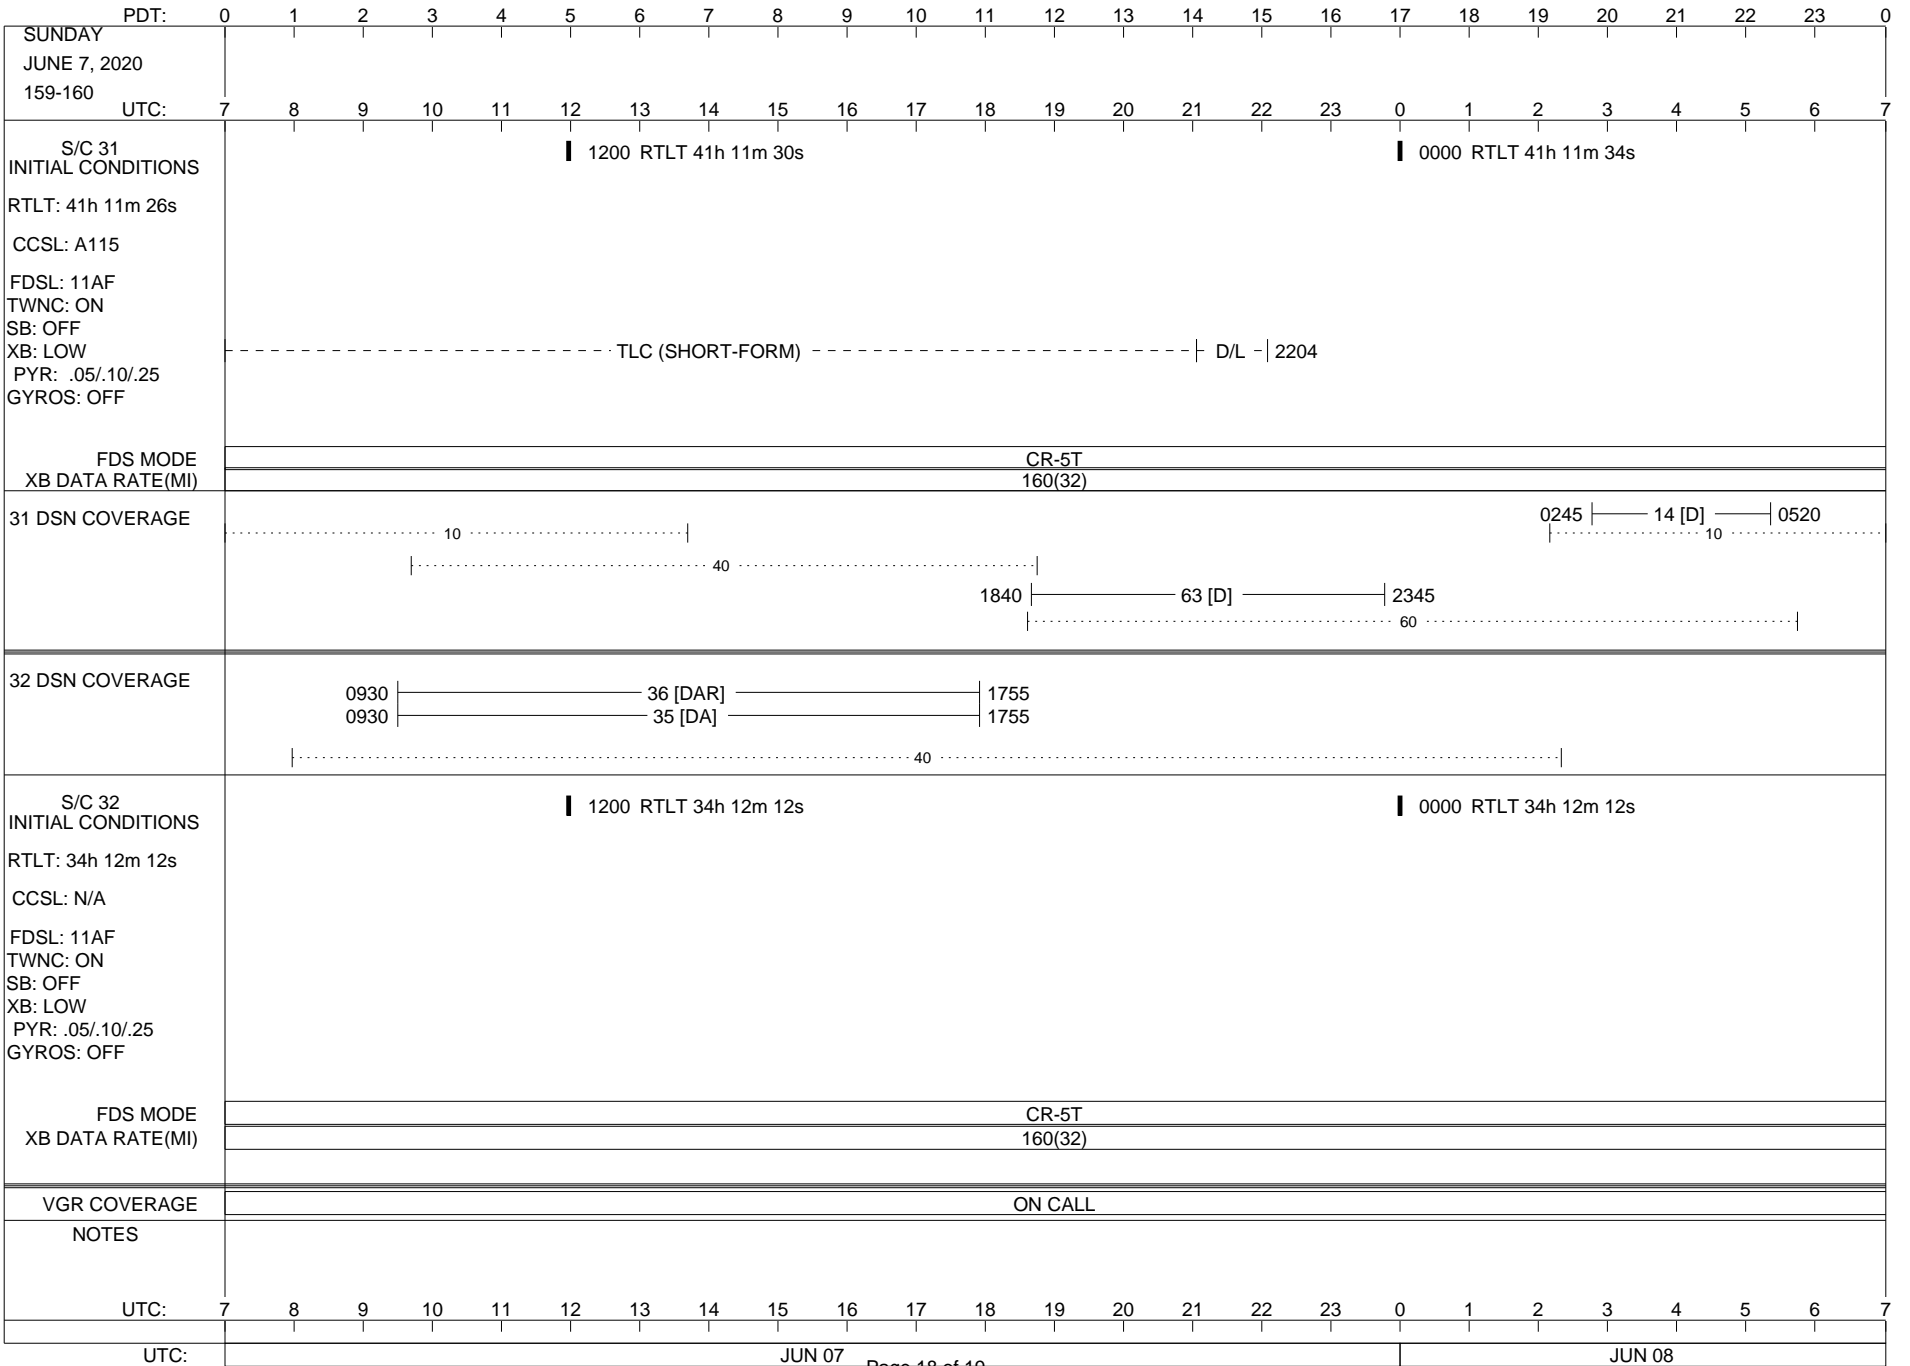 PDT: 0 1 2 3 4 5 6 7 8 9 10 11 12 13 14 15 16 17 18 19 20 21 22 23 0
SUNDAY
JUNE 7, 2020
159-160
UTC: 7 8 9 10 11 12 13 14 15 16 17 18 19 20 21 22 23 0 1 2 3 4 5 6 7
S/C 31
INITIAL CONDITIONS
1200 RTLT 41h 11m 30s
0000 RTLT 41h 11m 34s
RTLT: 41h 11m 26s
CCSL: A115
FDSL: 11AF
TWNC: ON
SB: OFF
XB: LOW
TLC (SHORT-FORM) D/L 2204
PYR: .05/.10/.25
GYROS: OFF
FDS MODE CR-5T
XB DATA RATE(MI) 160(32)
31 DSN COVERAGE
0245 14 [D] 0520
10 10
40
1840 63 [D] 2345
60
32 DSN COVERAGE
0930 36 [DAR] 1755
0930 35 [DA] 1755
40
S/C 32
INITIAL CONDITIONS
1200 RTLT 34h 12m 12s
0000 RTLT 34h 12m 12s
RTLT: 34h 12m 12s
CCSL: N/A
FDSL: 11AF
TWNC: ON
SB: OFF
XB: LOW
PYR: .05/.10/.25
GYROS: OFF
FDS MODE CR-5T
XB DATA RATE(MI) 160(32)
VGR COVERAGE ON CALL
NOTES
UTC: 7 8 9 10 11 12 13 14 15 16 17 18 19 20 21 22 23 0 1 2 3 4 5 6 7
UTC: JUN 07 JUN 08
Page 18 of 19